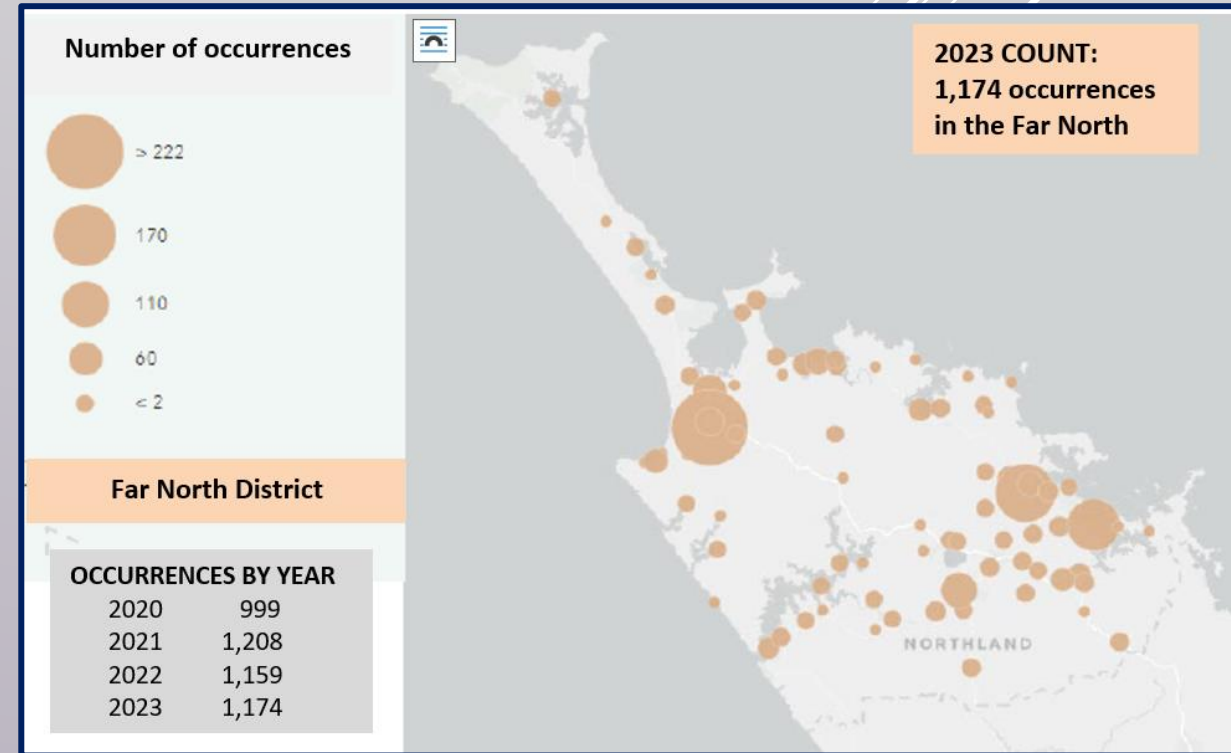 Number of occurrences
> 222
170
110
60
< 2
Far North District
OCCURRENCES BY YEAR
2020 999
2021 1,208
2022 1,159
2023 1,174
2023 COUNT:
1,174 occurrences
in the Far North
NORTHLAND